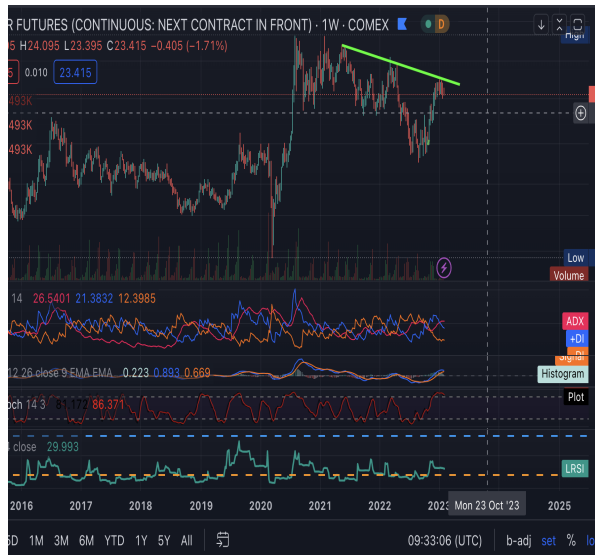 R FUTURES (CONTINUOUS: NEXT CONTRACT IN FRONT) · 1W · COMEX D
H24.095 L23.395 C23.415 −0.405 (−1.71%)
High
0.010 23.415
493K
493K
493K
Low
Volume
14 26.5401 21.3832 12.3985
ADX
+DI
-DI
Signal
12 26 close 9 EMA EMA 0.223 0.893 0.669
Histogram
Plot
och 14 3 81.172 86.371
close 29.993
LRSI
2016 2017 2018 2019 2020 2021 2022 2023 Mon 23 Oct '23 2025
5D 1M 3M 6M YTD 1Y 5Y All 09:33:06 (UTC) b-adj set % lo